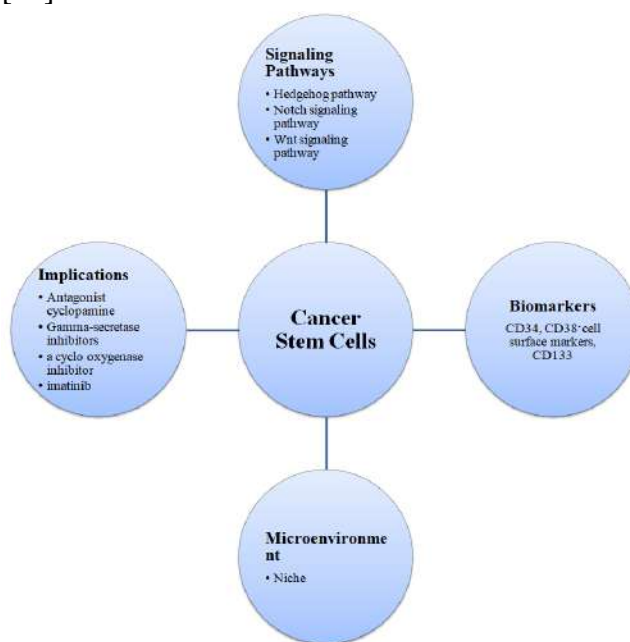 Signaling
Pathways
• Hedgehog pathway
• Notch signaling
pathway
• Wnt signaling
pathway
Implications
• Antagonist
cyclopamine
• Gamma-secretase
inhibitors
• a cyclo oxygenase
inhibitor
• imatinib
Cancer
Stem Cells
Biomarkers
CD34, CD38⁻ cell
surface markers,
CD133
Microenvironme
nt
• Niche